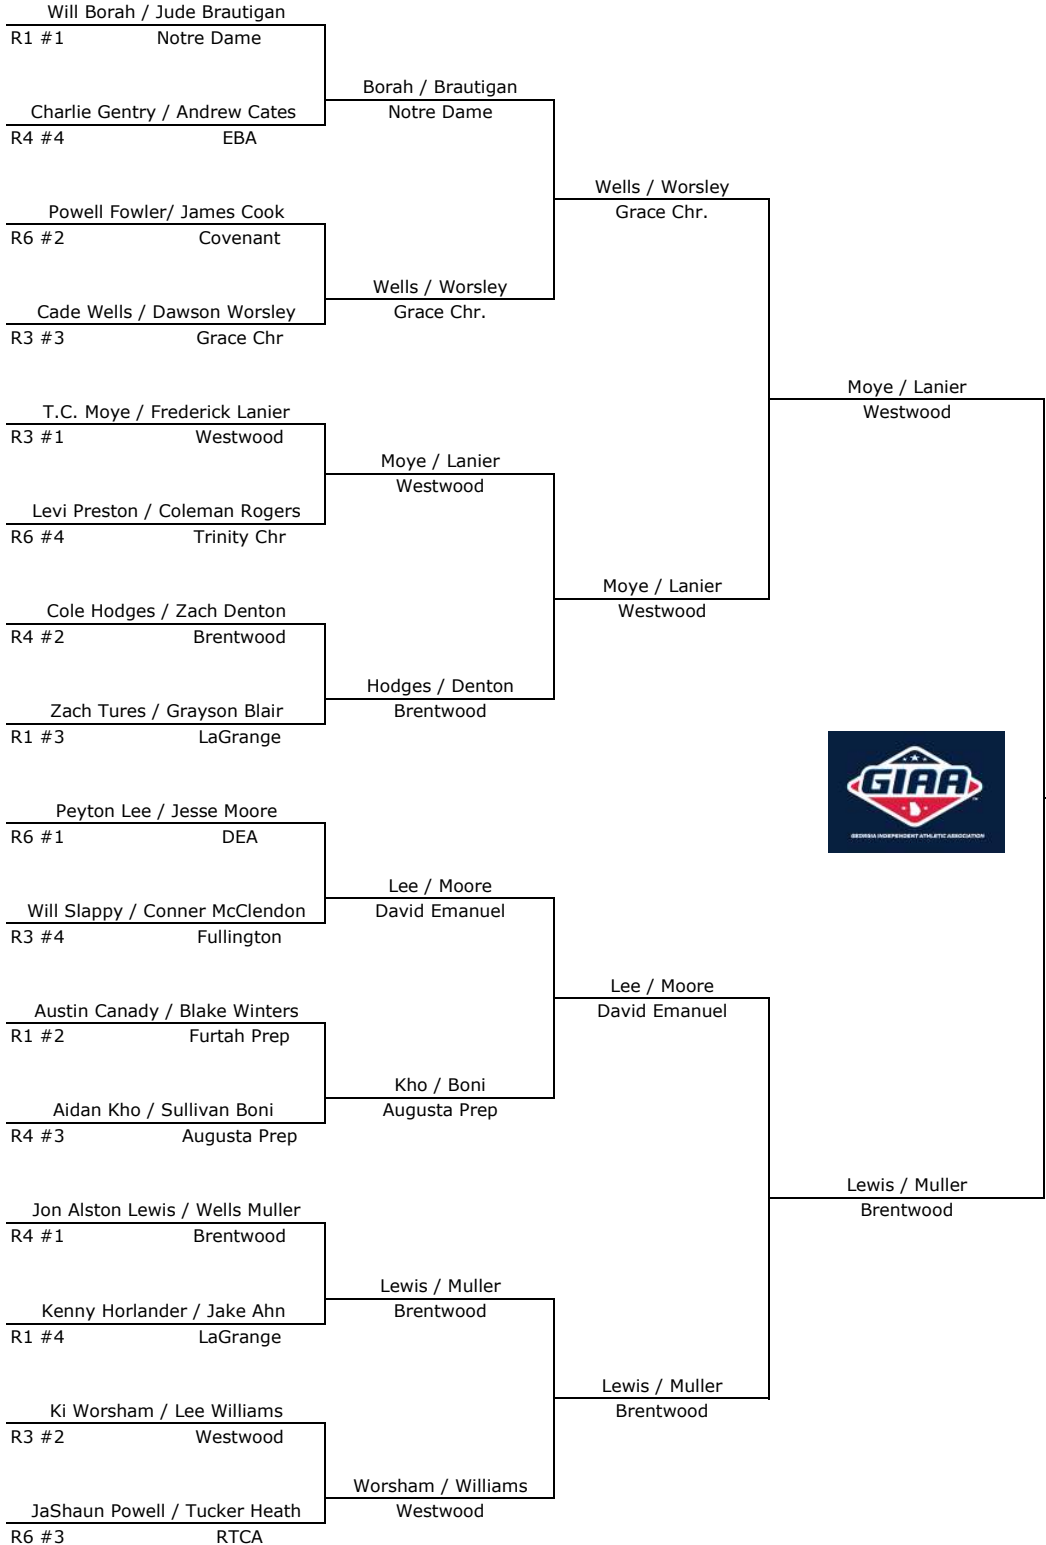 Will Borah / Jude Brautigan
R1 #1 Notre Dame
Borah / Brautigan
Charlie Gentry / Andrew Cates
Notre Dame
R4 #4 EBA
Wells / Worsley
Powell Fowler/ James Cook
Grace Chr.
R6 #2 Covenant
Wells / Worsley
Cade Wells / Dawson Worsley
Grace Chr.
R3 #3 Grace Chr
Moye / Lanier
T.C. Moye / Frederick Lanier
Westwood
R3 #1 Westwood
Moye / Lanier
Westwood
Levi Preston / Coleman Rogers
R6 #4 Trinity Chr
Moye / Lanier
Cole Hodges / Zach Denton
Westwood
R4 #2 Brentwood
Hodges / Denton
Zach Tures / Grayson Blair
Brentwood
R1 #3 LaGrange
GIAA
GEORGIA INDEPENDENT ATHLETIC ASSOCIATION
Peyton Lee / Jesse Moore
R6 #1 DEA
Lee / Moore
Will Slappy / Conner McClendon
David Emanuel
R3 #4 Fullington
Lee / Moore
Austin Canady / Blake Winters
David Emanuel
R1 #2 Furtah Prep
Kho / Boni
Aidan Kho / Sullivan Boni
Augusta Prep
R4 #3 Augusta Prep
Lewis / Muller
Jon Alston Lewis / Wells Muller
Brentwood
R4 #1 Brentwood
Lewis / Muller
Kenny Horlander / Jake Ahn
Brentwood
R1 #4 LaGrange
Lewis / Muller
Ki Worsham / Lee Williams
Brentwood
R3 #2 Westwood
Worsham / Williams
JaShaun Powell / Tucker Heath
Westwood
R6 #3 RTCA